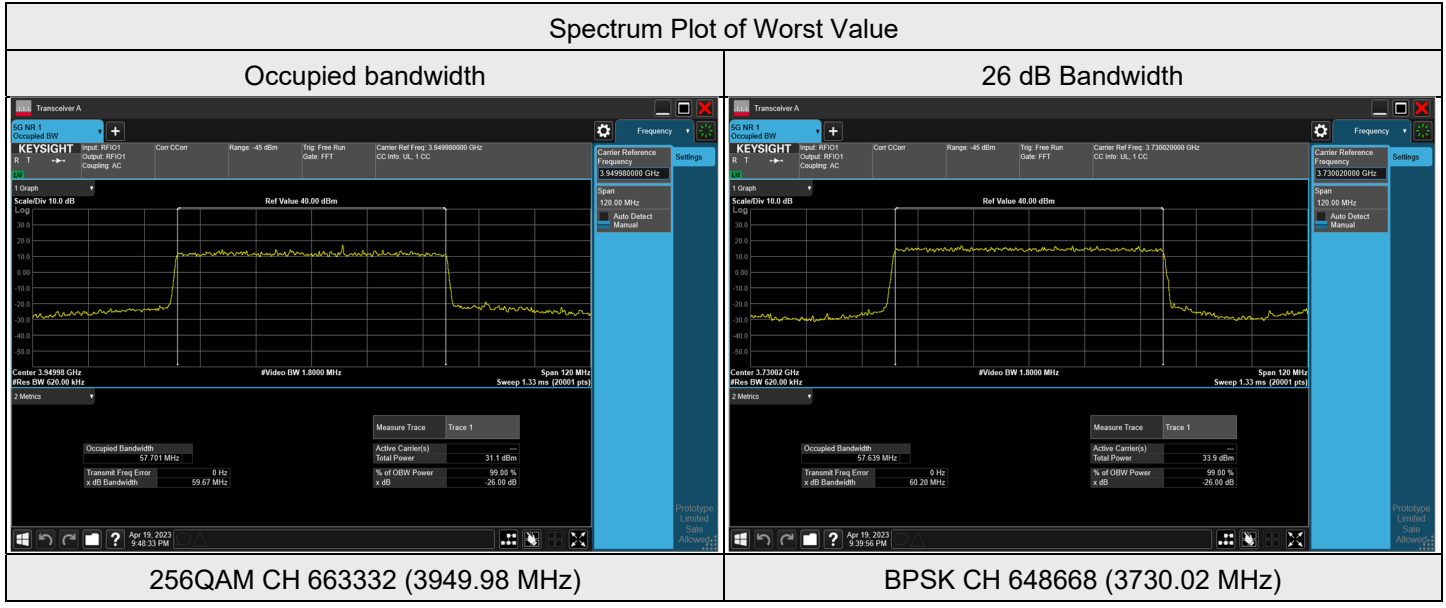 Spectrum Plot of Worst Value
Occupied bandwidth
26 dB Bandwidth
Transceiver A
5G NR 1
Occupied BW
+
Frequency
KEYSIGHT
R T
LXI
Input: RFIO1
Output: RFIO1
Coupling: AC
Corr CCorr
Range: -45 dBm
Trig: Free Run
Gate: FFT
Carrier Ref Freq: 3.949980000 GHz
CC Info: UL, 1 CC
Carrier Reference
Frequency
3.949980000 GHz
Settings
Span
120.00 MHz
Auto Detect
Manual
1 Graph
Scale/Div 10.0 dB
Ref Value 40.00 dBm
Log
30.0
20.0
10.0
0.00
-10.0
-20.0
-30.0
-40.0
-50.0
Center 3.94998 GHz
#Video BW 1.8000 MHz
Span 120 MHz
#Res BW 620.00 kHz
Sweep 1.33 ms (20001 pts)
2 Metrics
Measure Trace Trace 1
Occupied Bandwidth
57.701 MHz
Active Carrier(s) ---
Total Power 31.1 dBm
Transmit Freq Error 0 Hz
x dB Bandwidth 59.67 MHz
% of OBW Power 99.00 %
x dB -26.00 dB
Prototype
Limited
Sale
Allowed
?
Apr 19, 2023
9:48:33 PM
Transceiver A
5G NR 1
Occupied BW
+
Frequency
KEYSIGHT
R T
LXI
Input: RFIO1
Output: RFIO1
Coupling: AC
Corr CCorr
Range: -45 dBm
Trig: Free Run
Gate: FFT
Carrier Ref Freq: 3.730020000 GHz
CC Info: UL, 1 CC
Carrier Reference
Frequency
3.730020000 GHz
Settings
Span
120.00 MHz
Auto Detect
Manual
1 Graph
Scale/Div 10.0 dB
Ref Value 40.00 dBm
Log
30.0
20.0
10.0
0.00
-10.0
-20.0
-30.0
-40.0
-50.0
Center 3.73002 GHz
#Video BW 1.8000 MHz
Span 120 MHz
#Res BW 620.00 kHz
Sweep 1.33 ms (20001 pts)
2 Metrics
Measure Trace Trace 1
Occupied Bandwidth
57.639 MHz
Active Carrier(s) ---
Total Power 33.9 dBm
Transmit Freq Error 0 Hz
x dB Bandwidth 60.20 MHz
% of OBW Power 99.00 %
x dB -26.00 dB
Prototype
Limited
Sale
Allowed
?
Apr 19, 2023
9:39:56 PM
256QAM CH 663332 (3949.98 MHz)
BPSK CH 648668 (3730.02 MHz)